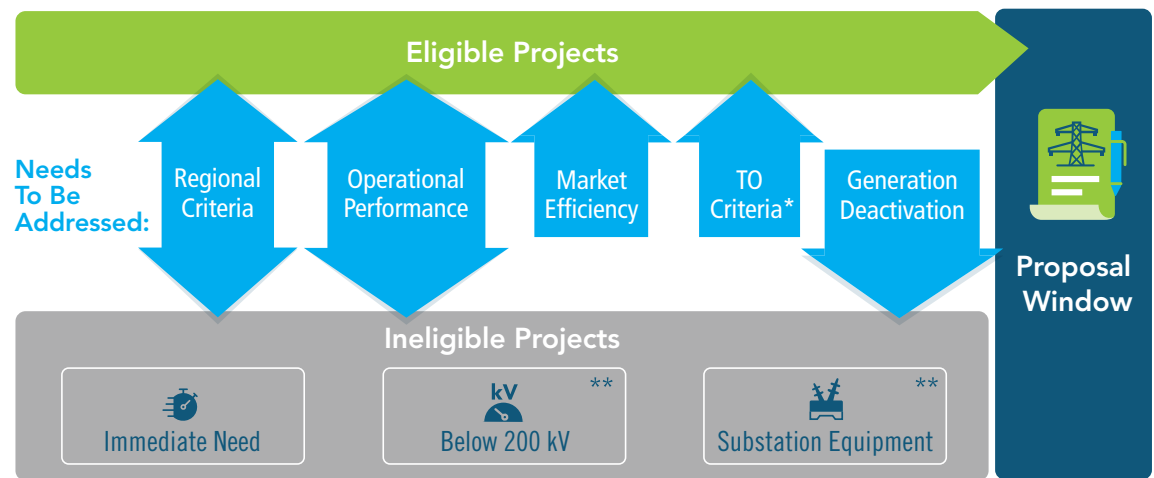 Eligible Projects
Needs
To Be
Addressed:
Regional
Criteria
Operational
Performance
Market
Efficiency
TO
Criteria*
Generation
Deactivation
Proposal
Window
Ineligible Projects
Immediate Need
kV
**
Below 200 kV
**
Substation Equipment